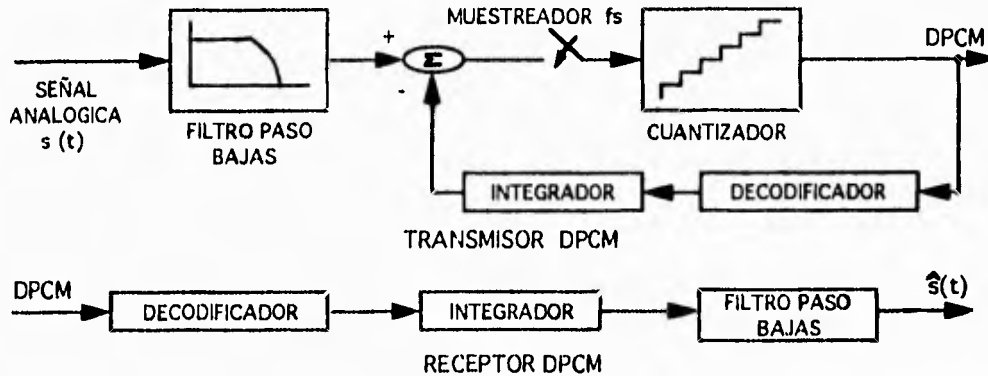 MUESTREADOR fs
DPCM
+
Σ
-
SEÑAL
ANALOGICA
s (t)
FILTRO PASO
BAJAS
CUANTIZADOR
INTEGRADOR
DECODIFICADOR
TRANSMISOR DPCM
DPCM
DECODIFICADOR
INTEGRADOR
FILTRO PASO
BAJAS
ŝ(t)
RECEPTOR DPCM